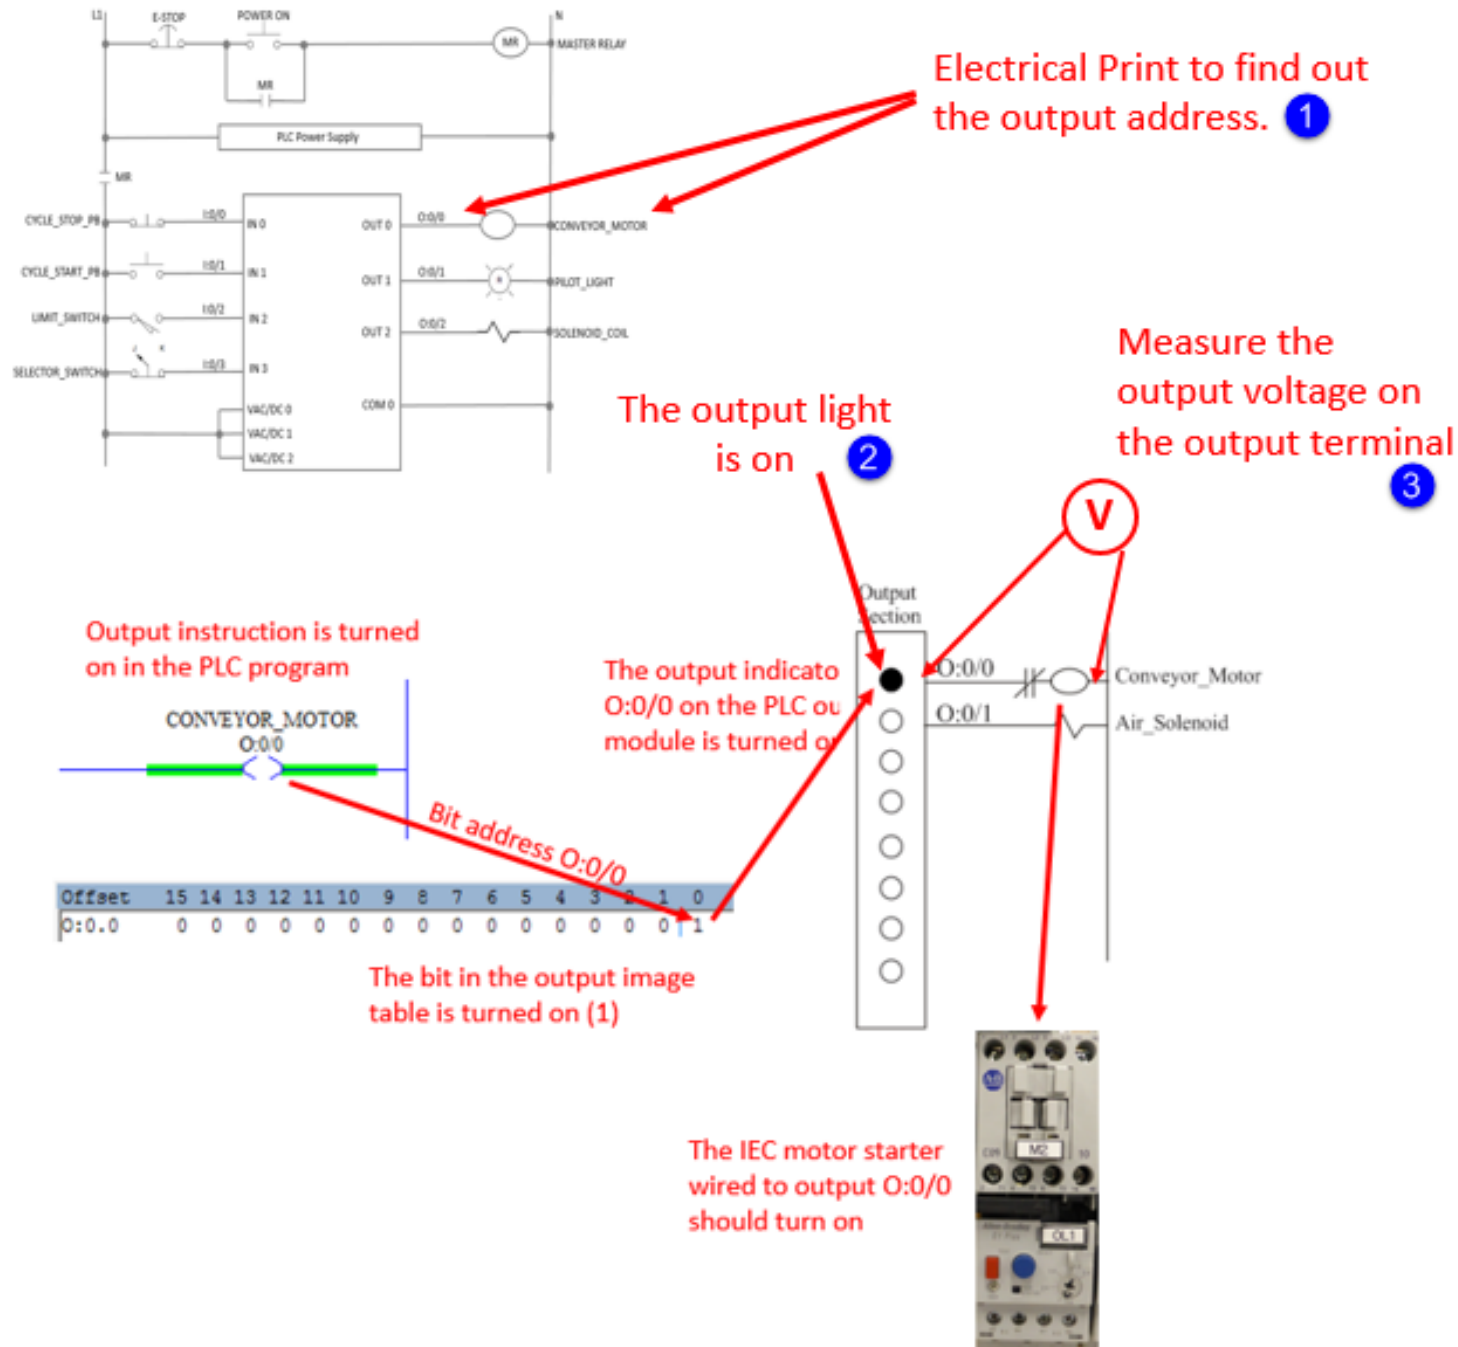 L1
E-STOP
POWER ON
N
MR
MASTER RELAY
MR
PLC Power Supply
MR
CYCLE_STOP_PB
I:0/0
IN 0
OUT 0
O:0/0
CONVEYOR_MOTOR
CYCLE_START_PB
I:0/1
IN 1
OUT 1
O:0/1
R
PILOT_LIGHT
LIMIT_SWITCH
I:0/2
IN 2
OUT 2
O:0/2
SOLENOID_COIL
SELECTOR_SWITCH
I:0/3
IN 3
VAC/DC 0
COM 0
VAC/DC 1
VAC/DC 2
Electrical Print to find out
the output address. 1
The output light
is on 2
Measure the
output voltage on
the output terminal
3
V
Output instruction is turned
on in the PLC program
CONVEYOR_MOTOR
O:0/0
Bit address O:0/0
Offset 15 14 13 12 11 10 9 8 7 6 5 4 3 2 1 0
O:0.0 0 0 0 0 0 0 0 0 0 0 0 0 0 0 0 1
The bit in the output image
table is turned on (1)
The output indicato
O:0/0 on the PLC ou
module is turned o
Output
Section
O:0/0
Conveyor_Motor
O:0/1
Air_Solenoid
The IEC motor starter
wired to output O:0/0
should turn on
M2
OL1